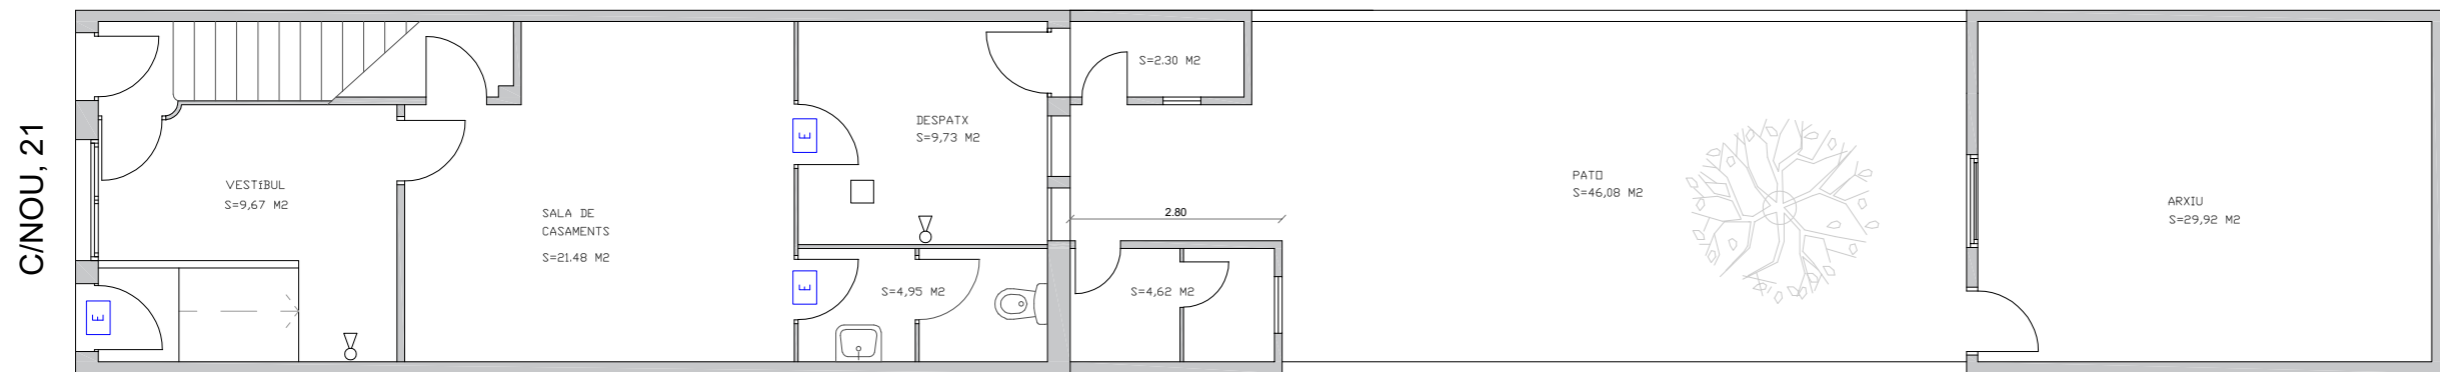 C/NOU, 21
VESTÍBUL
S=9,67 M2
SALA DE
CASAMENTS
S=21.48 M2
DESPATX
S=9,73 M2
S=4,95 M2
S=2.30 M2
2.80
S=4,62 M2
PATO
S=46,08 M2
ARXIU
S=29,92 M2
E
E
E